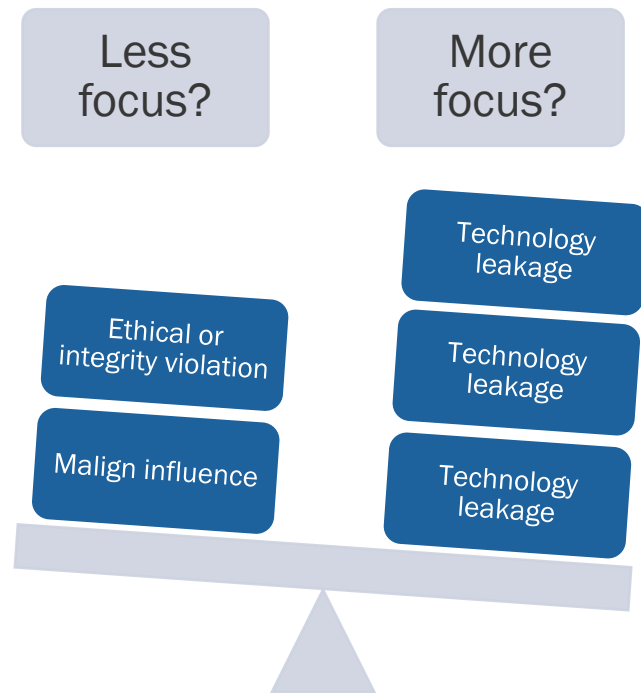 Less
focus?
More
focus?
Ethical or
integrity violation
Malign influence
Technology
leakage
Technology
leakage
Technology
leakage